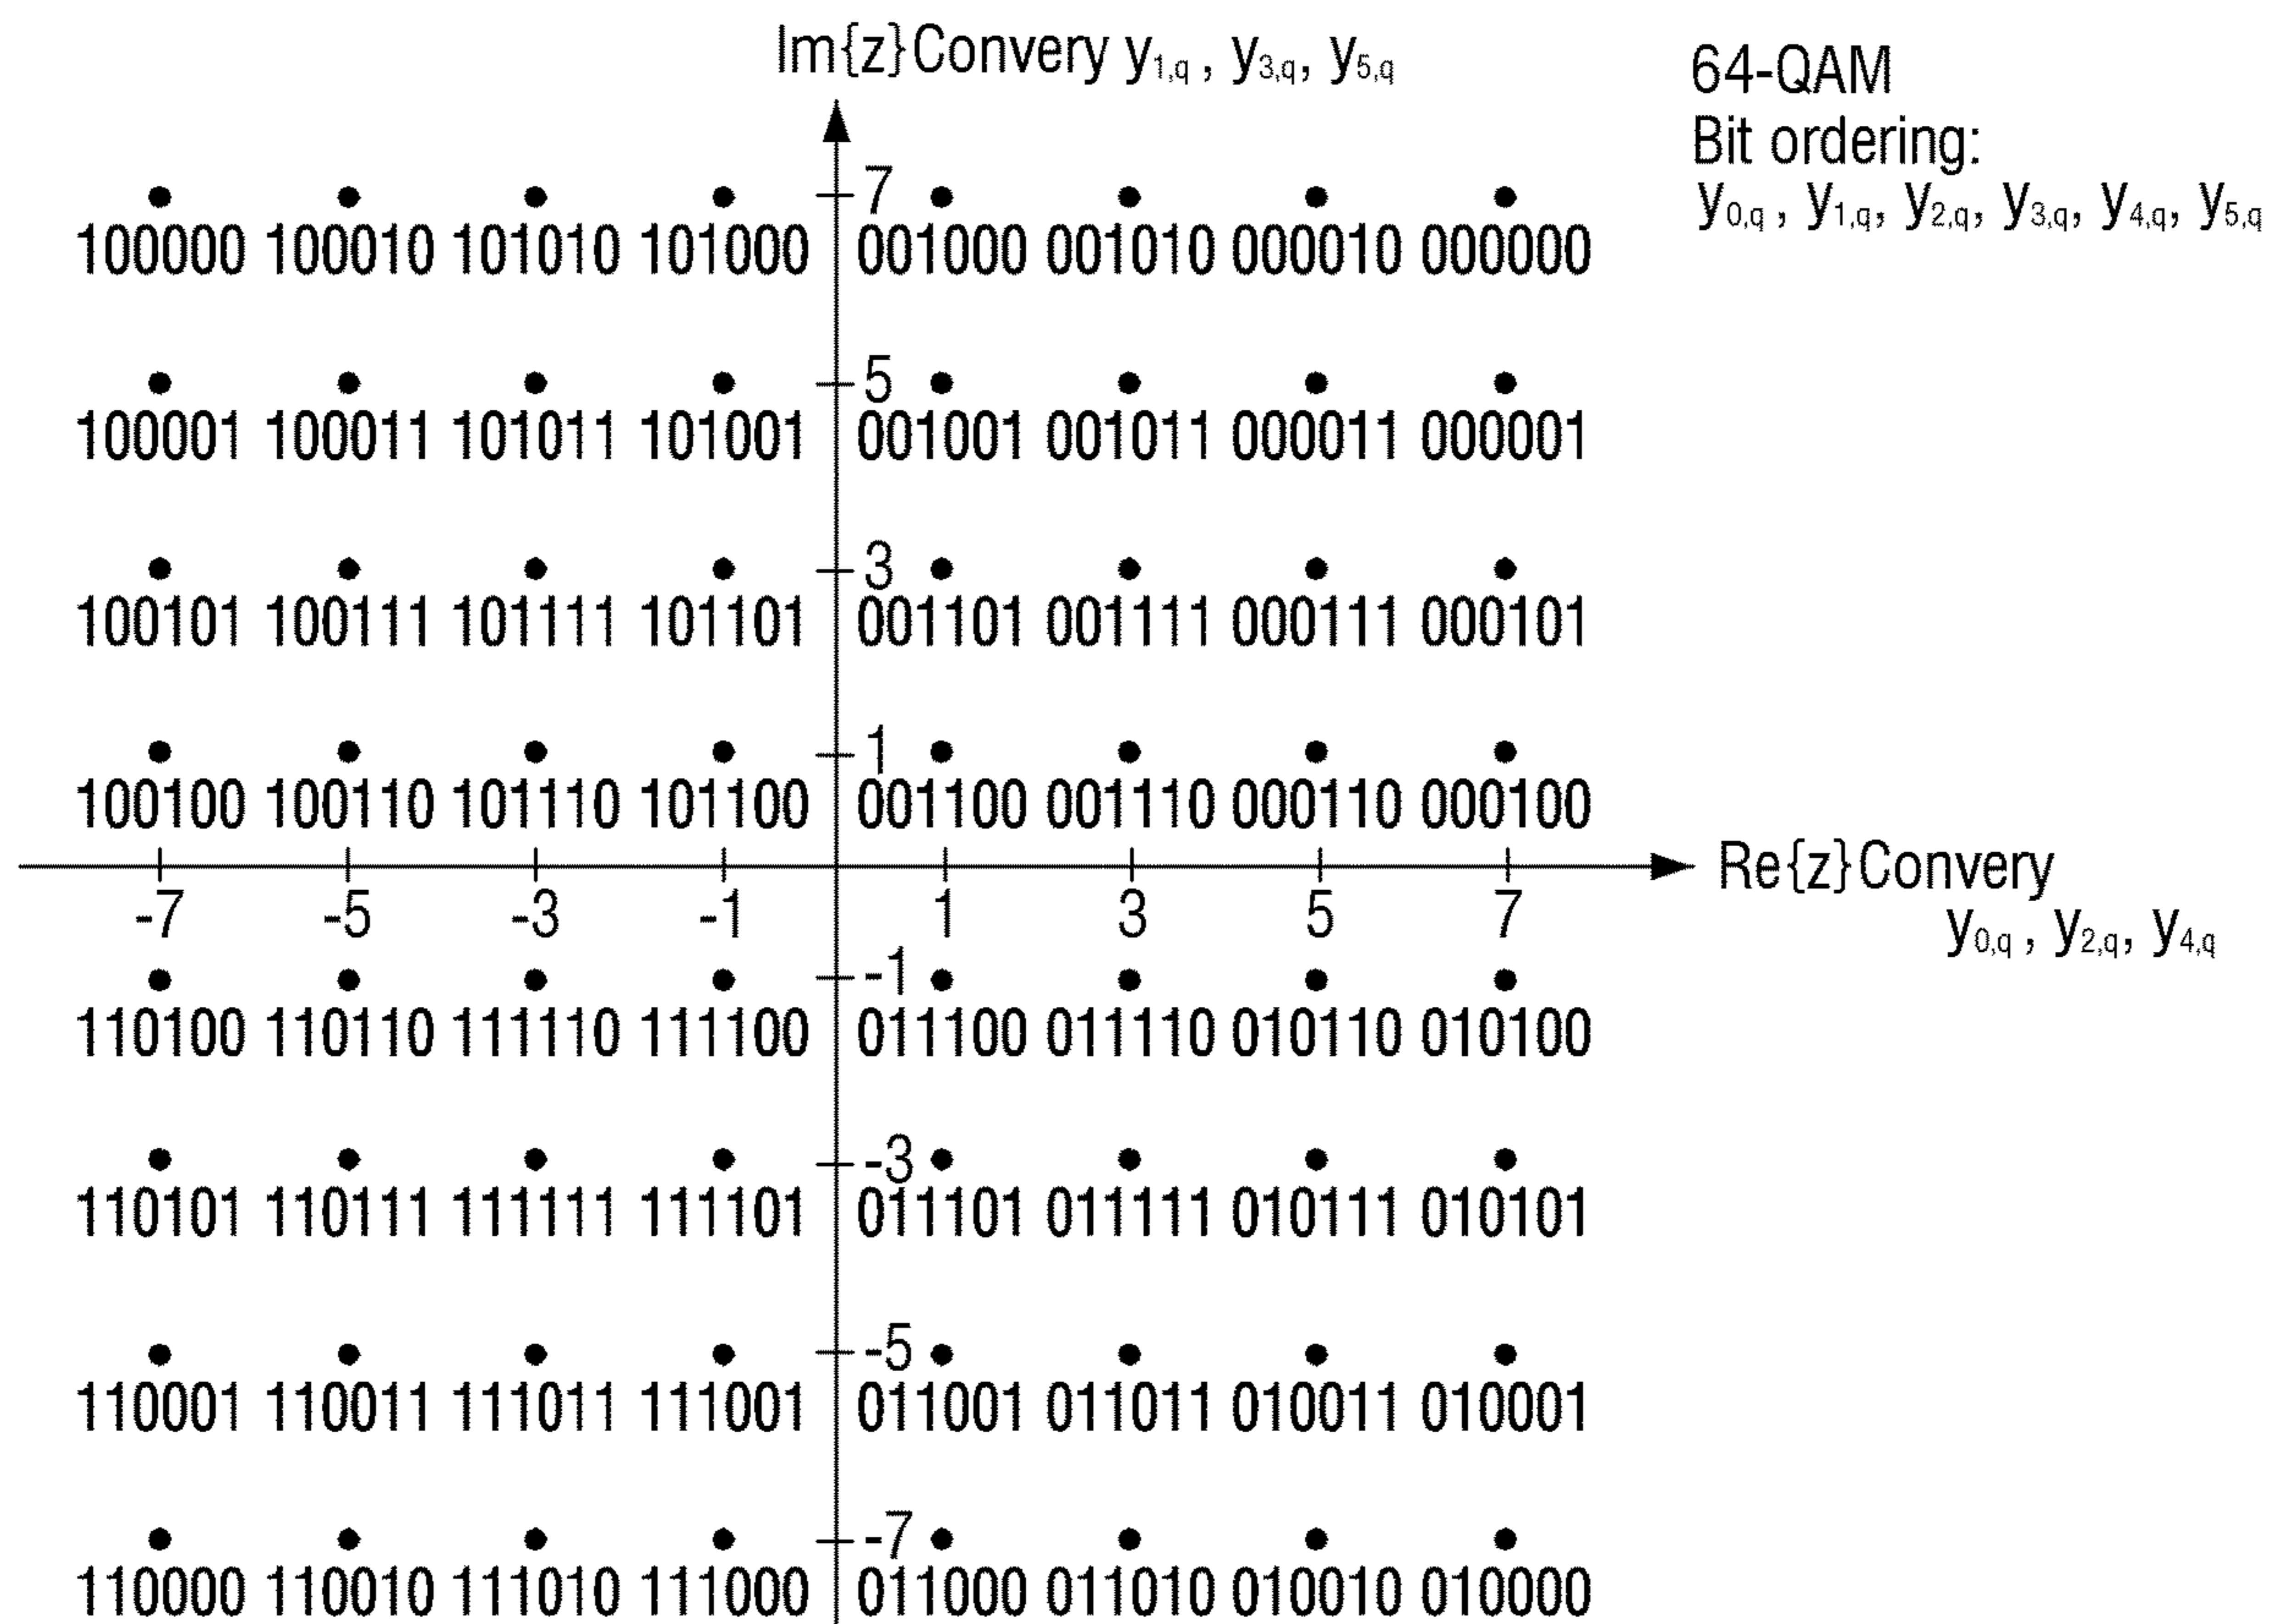 Im{z}Convery y1,q , y3,q, y5,q
64-QAM
Bit ordering:
y0,q , y1,q, y2,q, y3,q, y4,q, y5,q
7
100000 100010 101010 101000 001000 001010 000010 000000
5
100001 100011 101011 101001 001001 001011 000011 000001
3
100101 100111 101111 101101 001101 001111 000111 000101
1
100100 100110 101110 101100 001100 001110 000110 000100
Re{z}Convery
y0,q , y2,q, y4,q
-7 -5 -3 -1 1 3 5 7
-1
110100 110110 111110 111100 011100 011110 010110 010100
-3
110101 110111 111111 111101 011101 011111 010111 010101
-5
110001 110011 111011 111001 011001 011011 010011 010001
-7
110000 110010 111010 111000 011000 011010 010010 010000